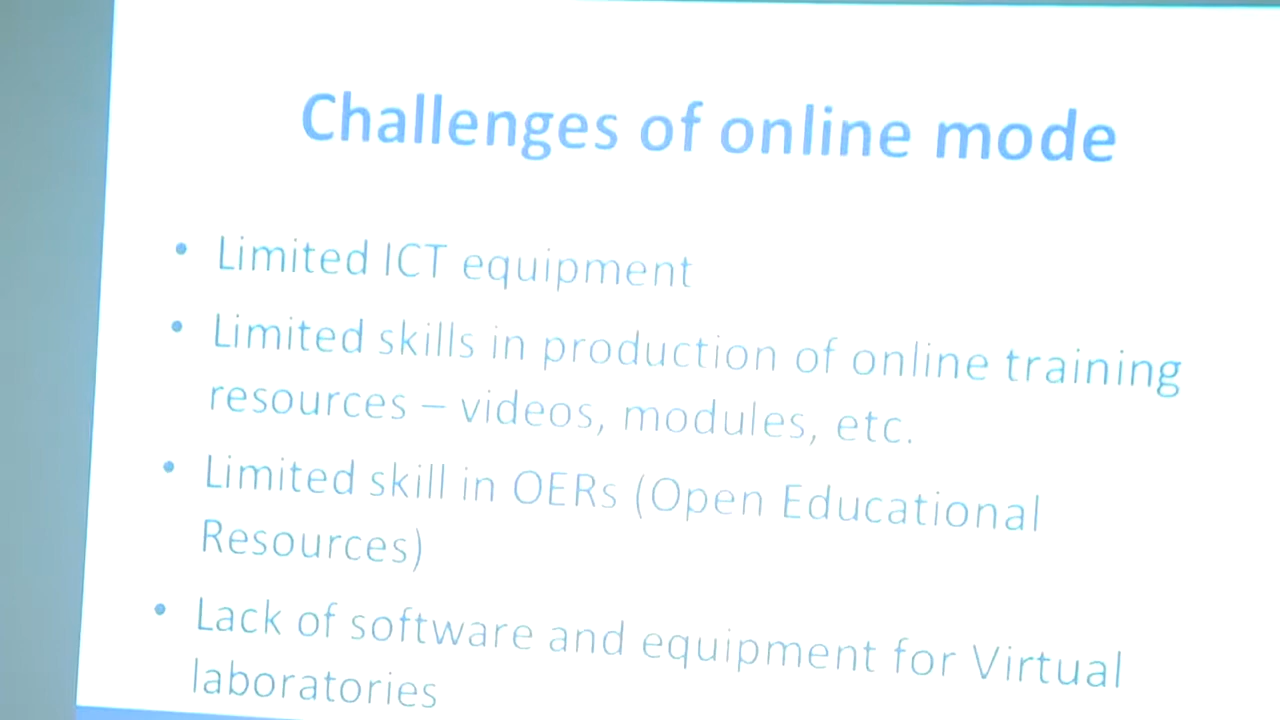 Challenges of online mode
• Limited ICT equipment
• Limited skills in production of online training
resources – videos, modules, etc.
• Limited skill in OERs (Open Educational
Resources)
• Lack of software and equipment for Virtual
laboratories